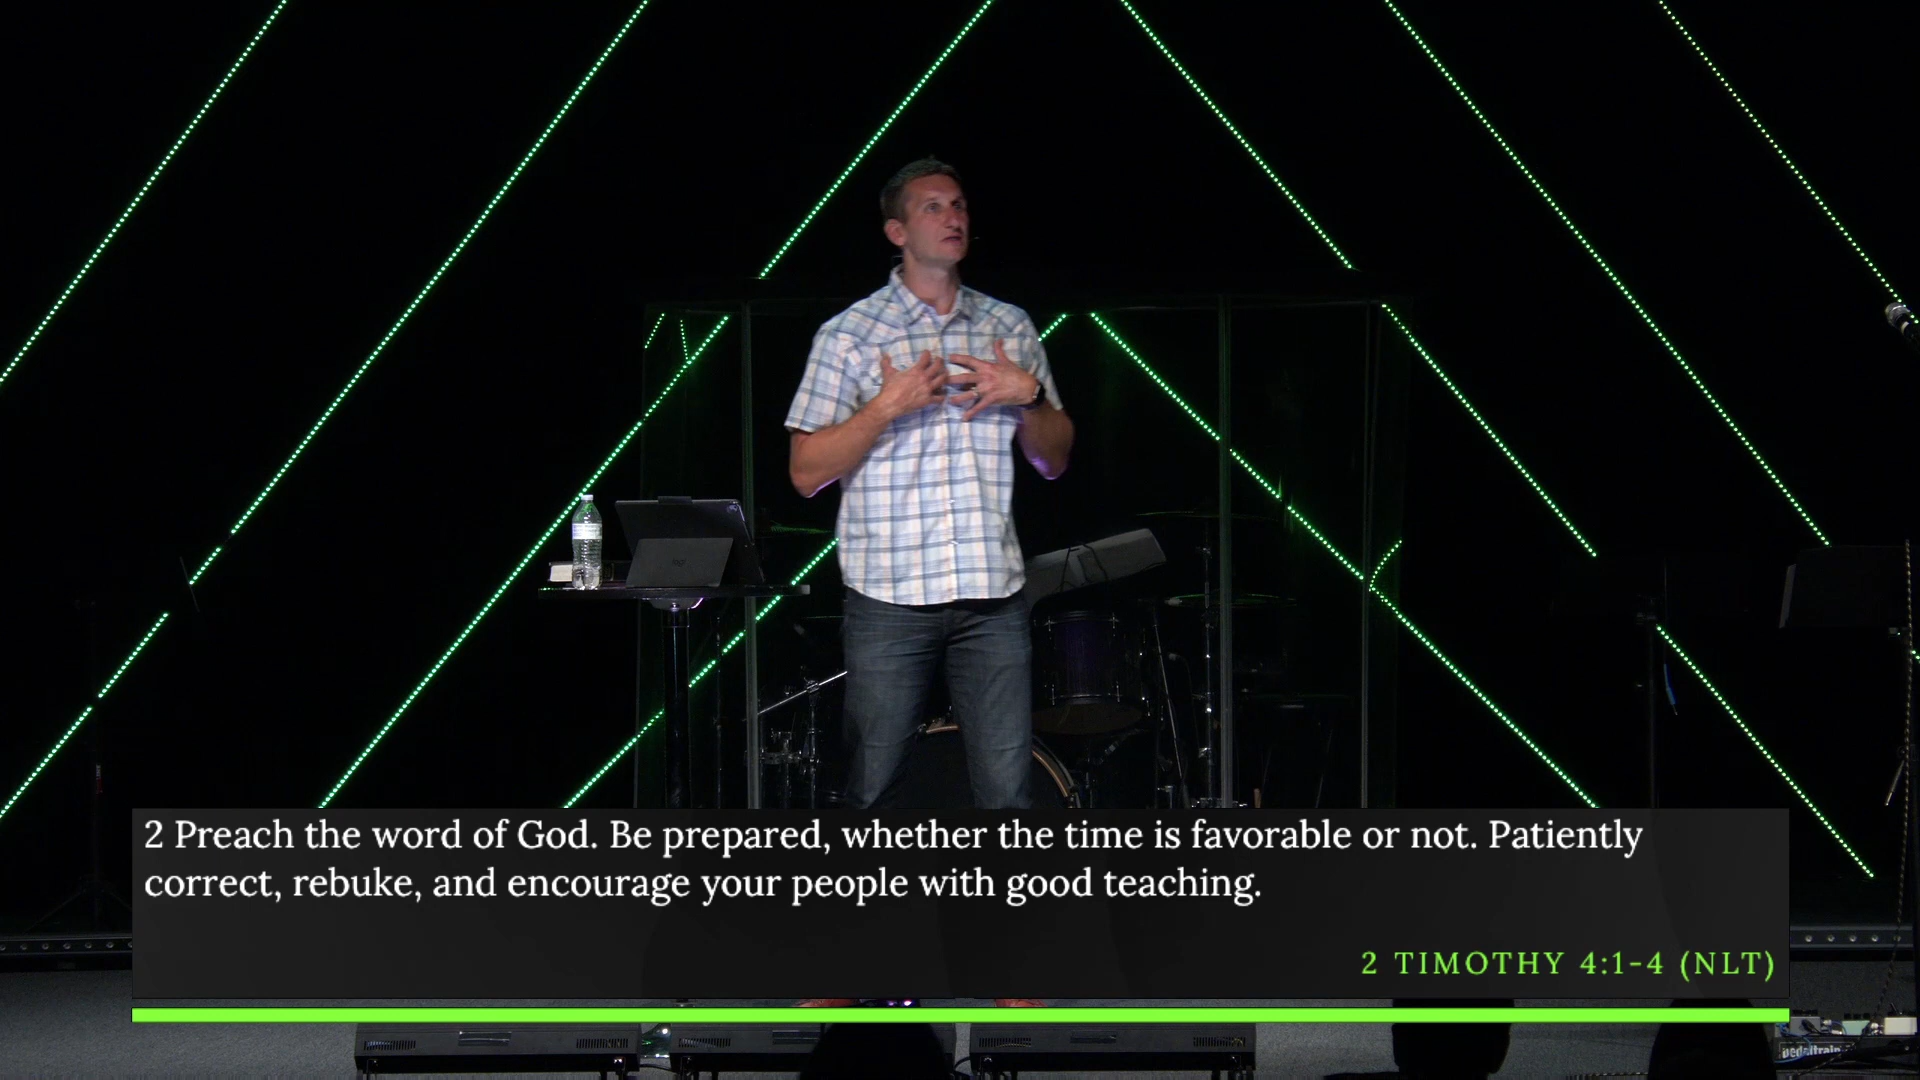 2 Preach the word of God. Be prepared, whether the time is favorable or not. Patiently
correct, rebuke, and encourage your people with good teaching.
2 TIMOTHY 4:1-4 (NLT)
pedaltrain